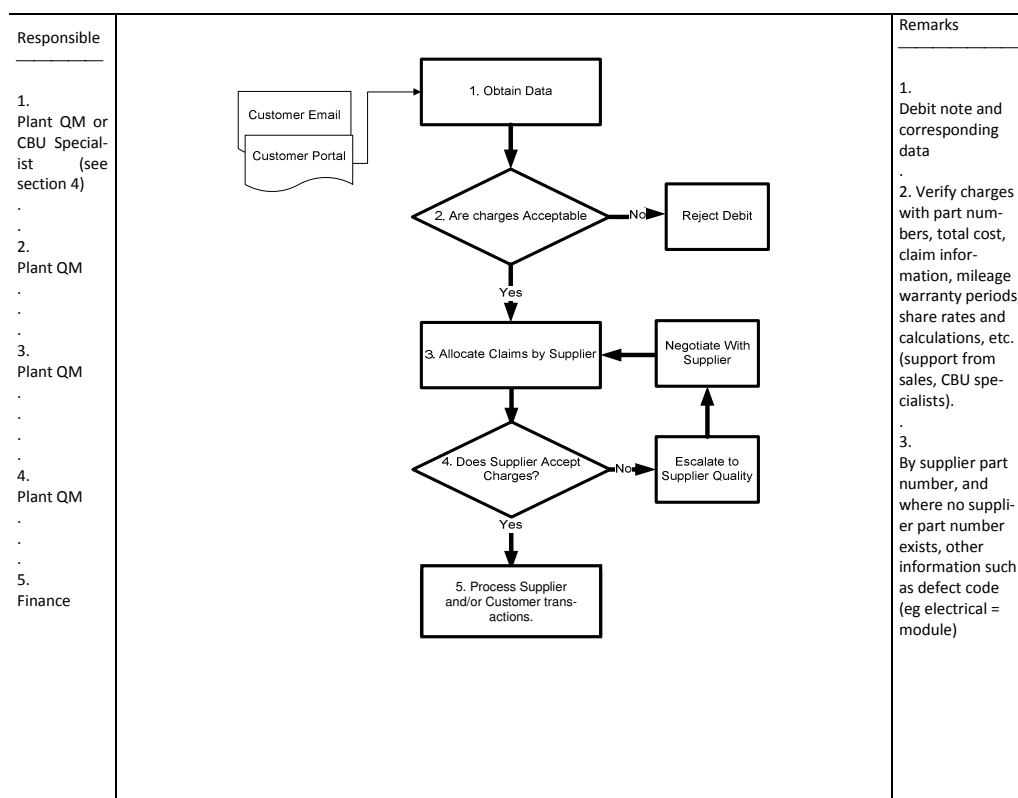 Responsible
1.
Plant QM or
CBU Special-
ist (see
section 4)
.
.
2.
Plant QM
.
.
.
3.
Plant QM
.
.
.
.
4.
Plant QM
.
.
.
5.
Finance
Customer Email
Customer Portal
1. Obtain Data
2. Are charges Acceptable
No
Reject Debit
Yes
3. Allocate Claims by Supplier
Negotiate With
Supplier
4. Does Supplier Accept
Charges?
No
Escalate to
Supplier Quality
Yes
5. Process Supplier
and/or Customer trans-
actions.
Remarks
1.
Debit note and
corresponding
data
.
2. Verify charges
with part num-
bers, total cost,
claim infor-
mation, mileage
warranty periods,
share rates and
calculations, etc.
(support from
sales, CBU spe-
cialists).
.
3.
By supplier part
number, and
where no suppli-
er part number
exists, other
information such
as defect code
(eg electrical =
module)